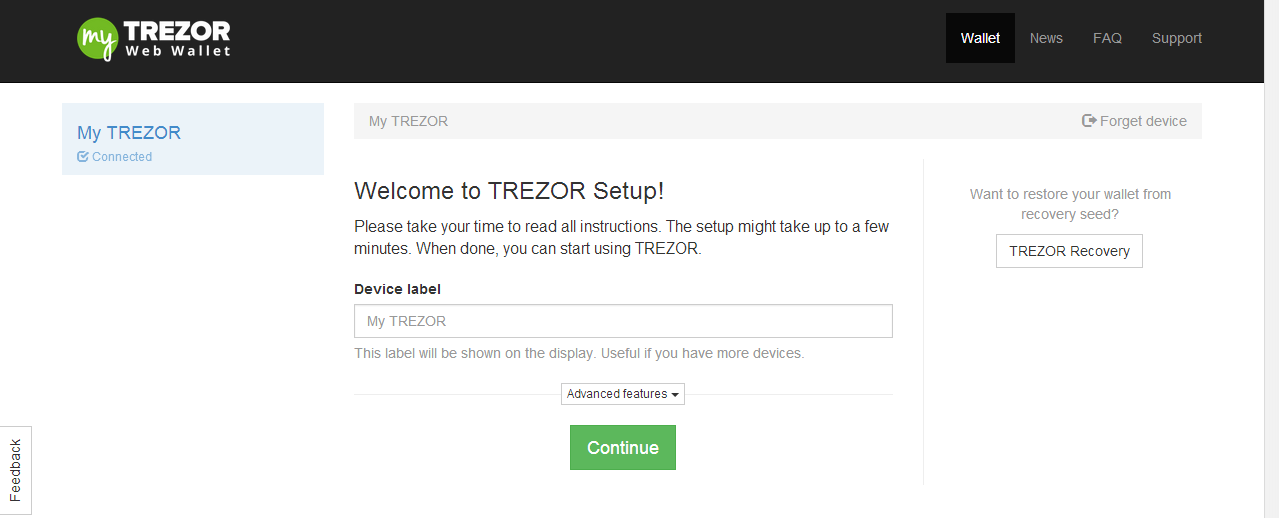 my TREZOR
Web Wallet
Wallet News FAQ Support
My TREZOR
Connected
My TREZOR
Forget device
Welcome to TREZOR Setup!
Please take your time to read all instructions. The setup might take up to a few
minutes. When done, you can start using TREZOR.
Device label
My TREZOR
This label will be shown on the display. Useful if you have more devices.
Advanced features
Continue
Want to restore your wallet from
recovery seed?
TREZOR Recovery
Feedback